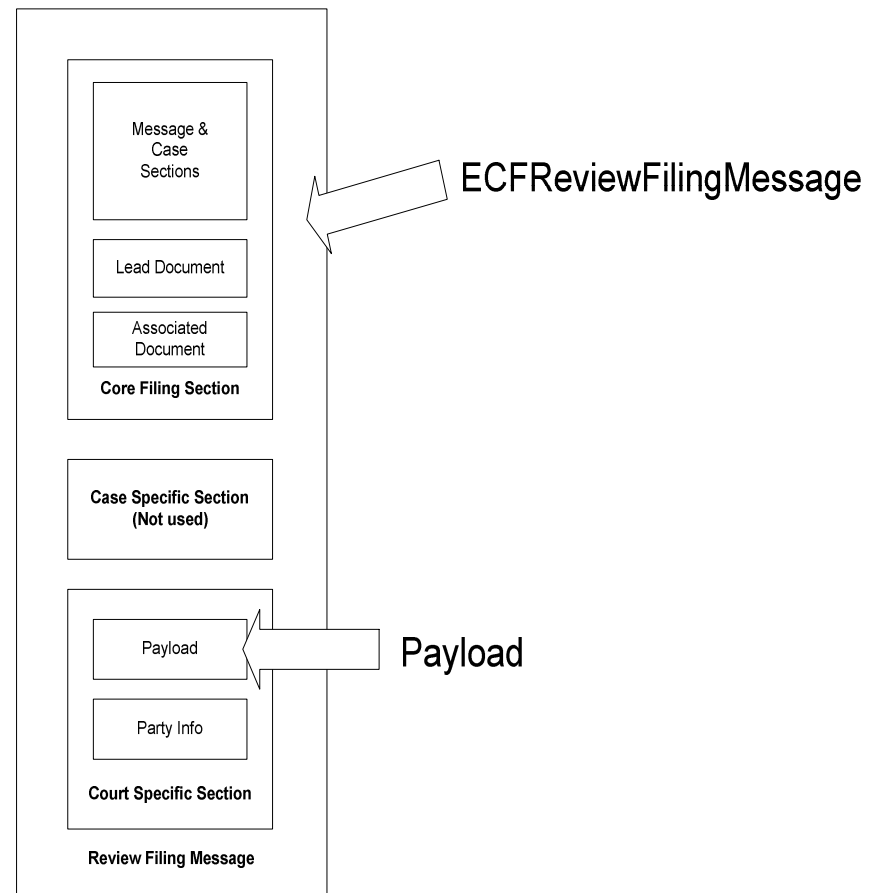 Message &
Case
Sections
ECFReviewFilingMessage
Lead Document
Associated
Document
Core Filing Section
Case Specific Section
(Not used)
Payload
Payload
Party Info
Court Specific Section
Review Filing Message